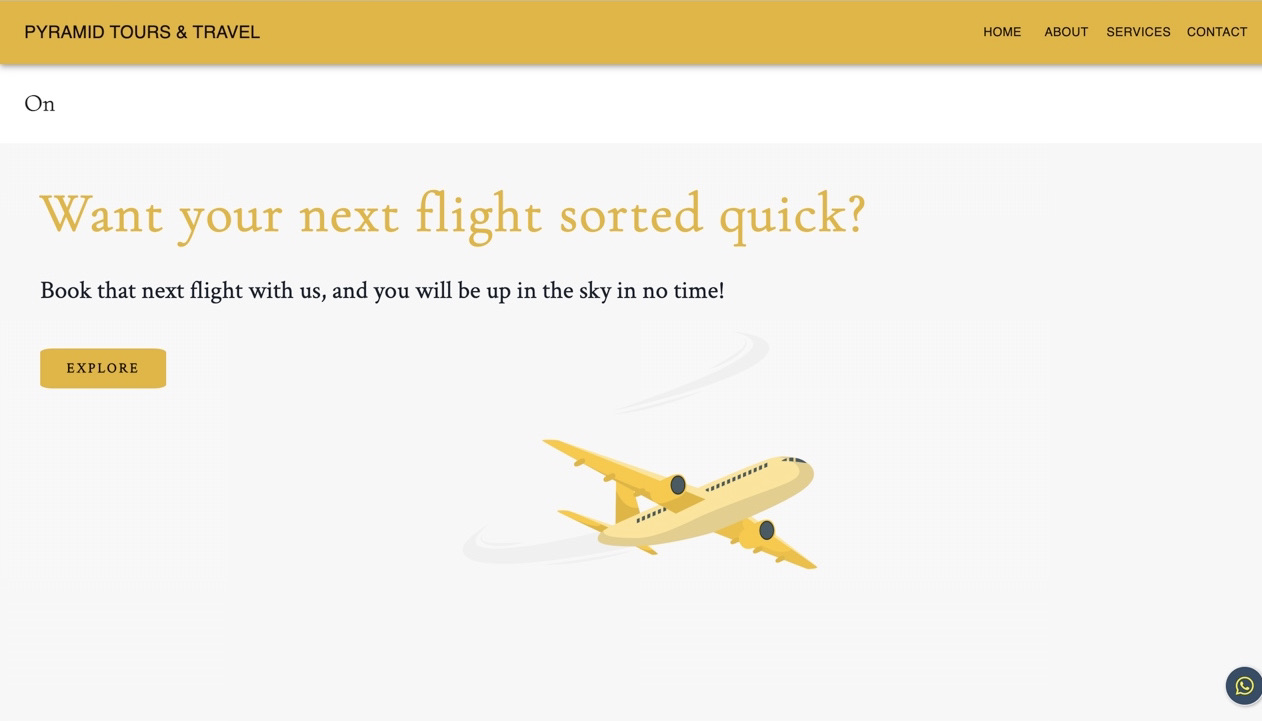 PYRAMID TOURS & TRAVEL
HOME ABOUT SERVICES CONTACT
On
Want your next flight sorted quick?
Book that next flight with us, and you will be up in the sky in no time!
EXPLORE